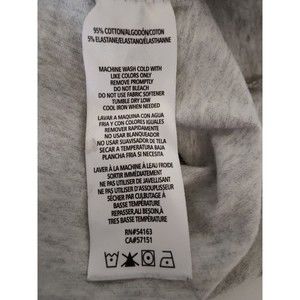 95% COTTON/ALGODÓN/COTON
5% ELASTANE/ELASTANO/ÉLASTHANNE
MACHINE WASH COLD WITH
LIKE COLORS ONLY
REMOVE PROMPTLY
DO NOT BLEACH
DO NOT USE FABRIC SOFTENER
TUMBLE DRY LOW
COOL IRON WHEN NEEDED
LAVAR A MAQUINA CON AGUA
FRIA Y CON COLORES IGUALES
REMOVER RAPIDAMENTE
NO USAR BLANQUEADOR
NO USAR SUAVISADOR DE TELA
SECAR A TEMPERATURA BAJA
PLANCHA FRIA SI NECESITA
LAVER À LA MACHINE À L'EAU FROIDE
SORTIR IMMÉDIATEMENT
NE PAS UTILISER DE JAVELLISANT
NE PAS UTILISER D'ASSOUPLISSEUR
SÉCHER PAR CULBUTAGE À
BASSE TEMPÉRATURE
REPASSER, AU BESOIN, À
TRES BASSE TEMPÉRATURE
RN#54163
CA#57151